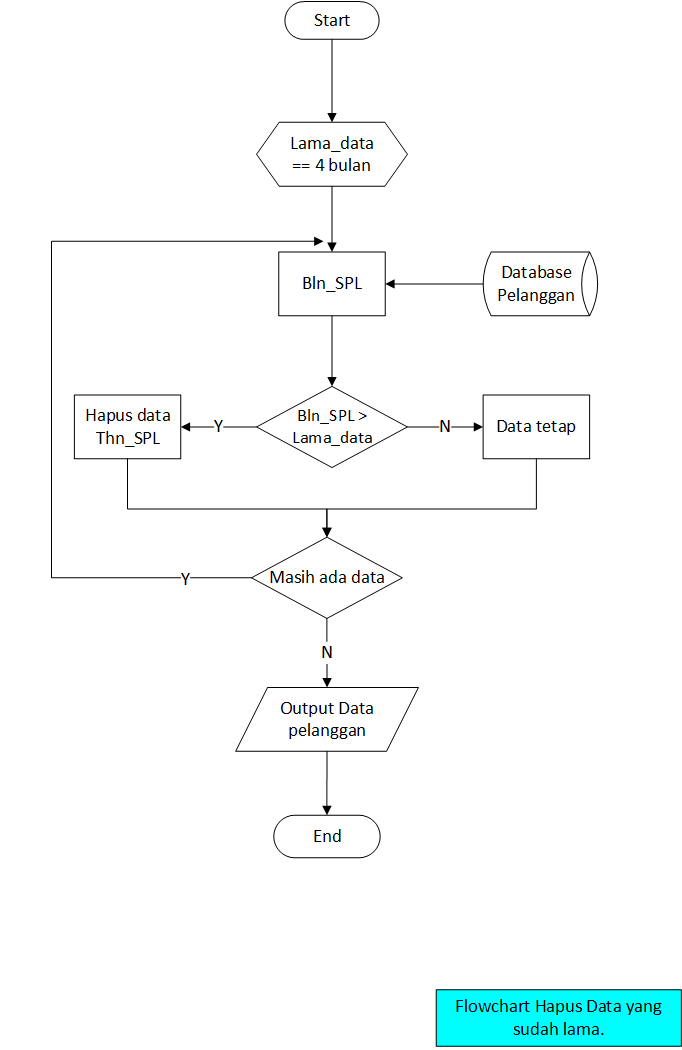 Start
Lama_data
== 4 bulan
Bln_SPL
Database
Pelanggan
Bln_SPL >
Lama_data
Y
N
Hapus data
Thn_SPL
Data tetap
Masih ada data
Y
N
Output Data
pelanggan
End
Flowchart Hapus Data yang
sudah lama.